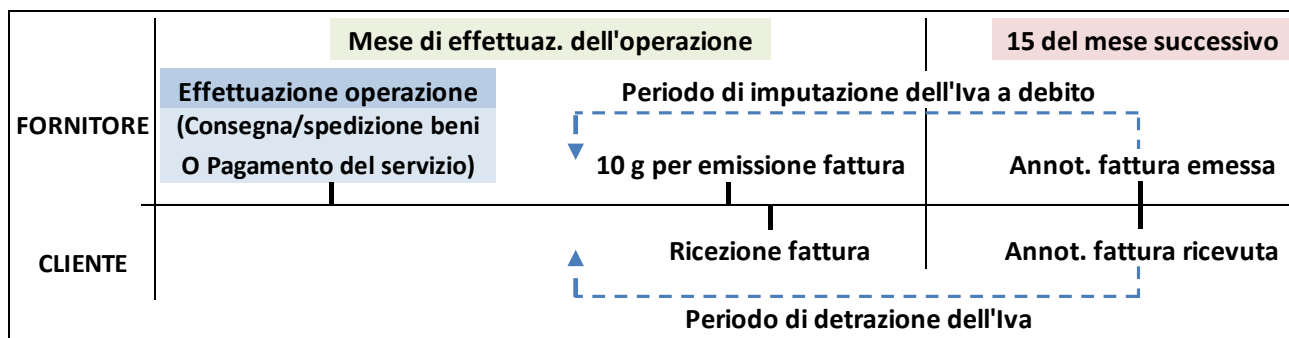 Mese di effettuaz. dell'operazione
15 del mese successivo
Effettuazione operazione
Periodo di imputazione dell'Iva a debito
FORNITORE
(Consegna/spedizione beni
O Pagamento del servizio)
10 g per emissione fattura
Annot. fattura emessa
CLIENTE
Ricezione fattura
Annot. fattura ricevuta
Periodo di detrazione dell'Iva